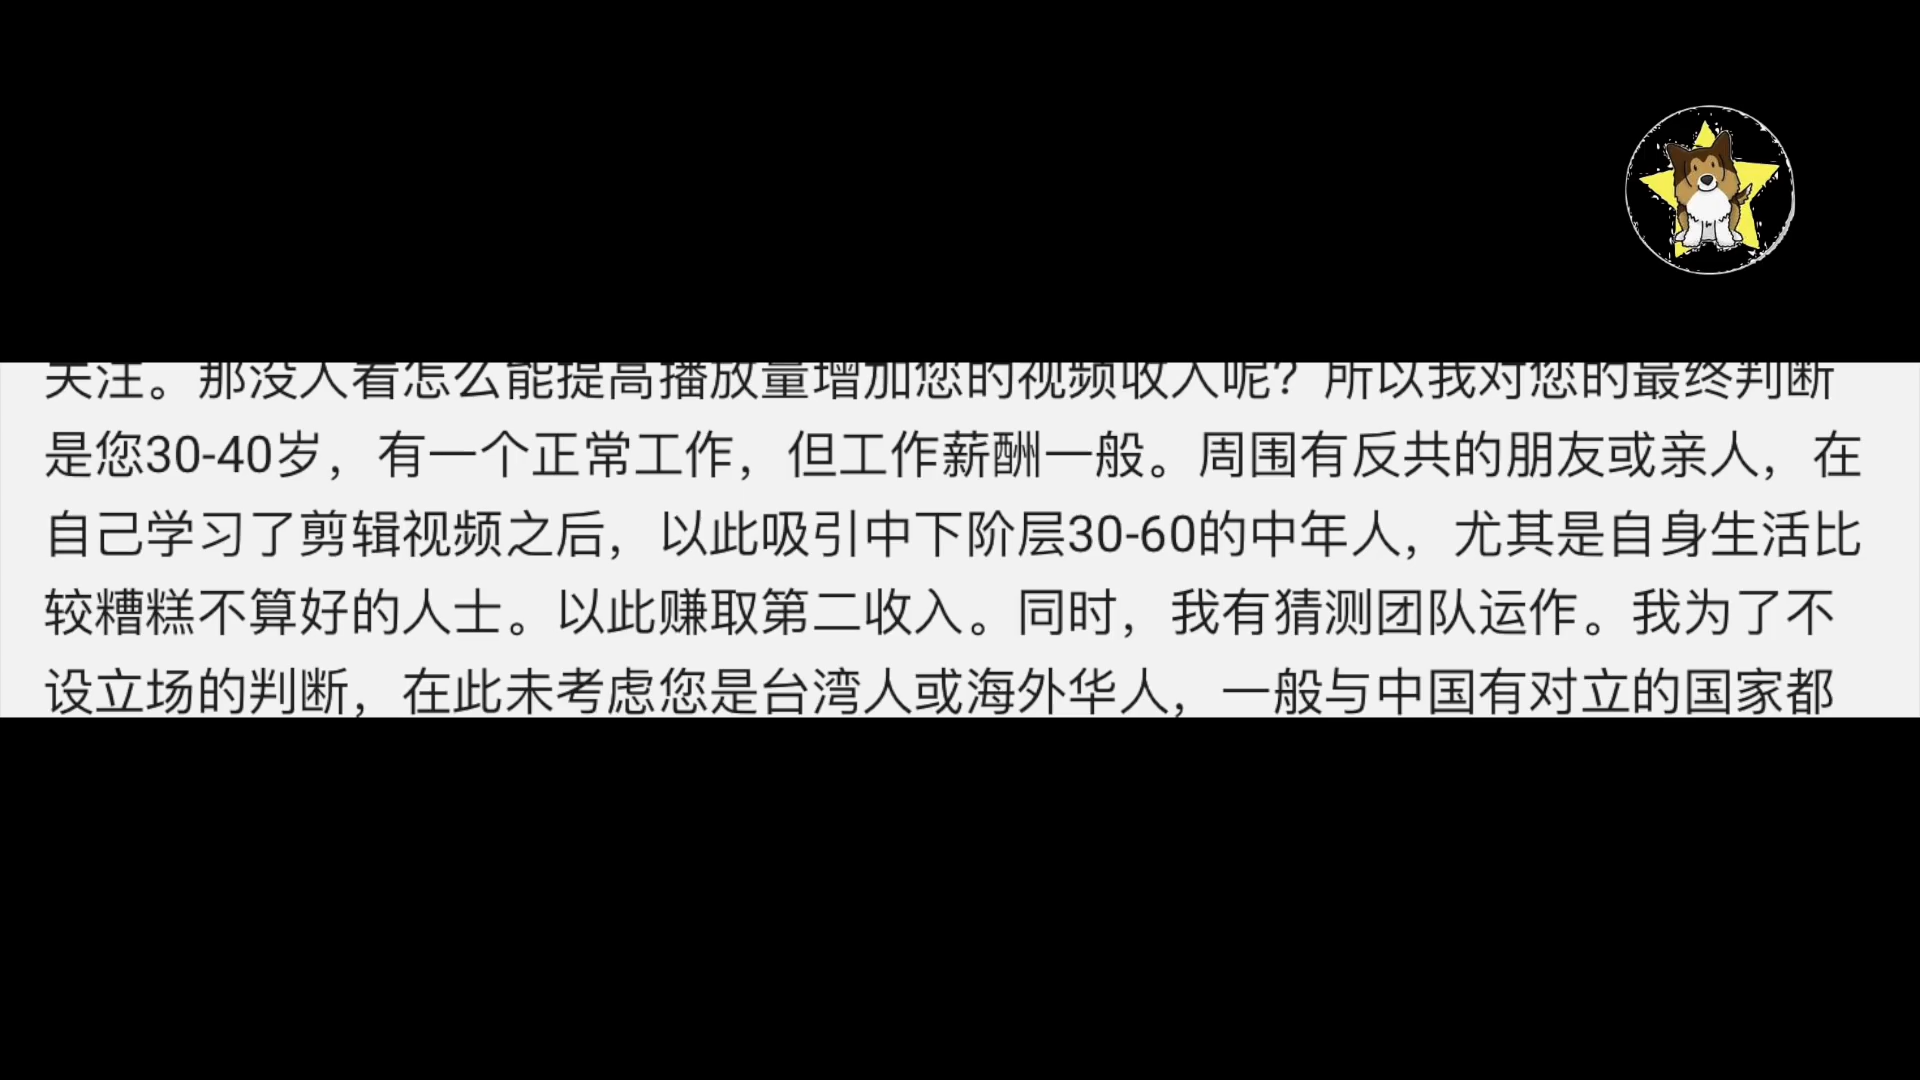 关注。那没人看怎么能提高播放量增加您的视频收入呢？所以我对您的最终判断
是您30-40岁，有一个正常工作，但工作薪酬一般。周围有反共的朋友或亲人，在
自己学习了剪辑视频之后，以此吸引中下阶层30-60的中年人，尤其是自身生活比
较糟糕不算好的人士。以此赚取第二收入。同时，我有猜测团队运作。我为了不
设立场的判断，在此未考虑您是台湾人或海外华人，一般与中国有对立的国家都